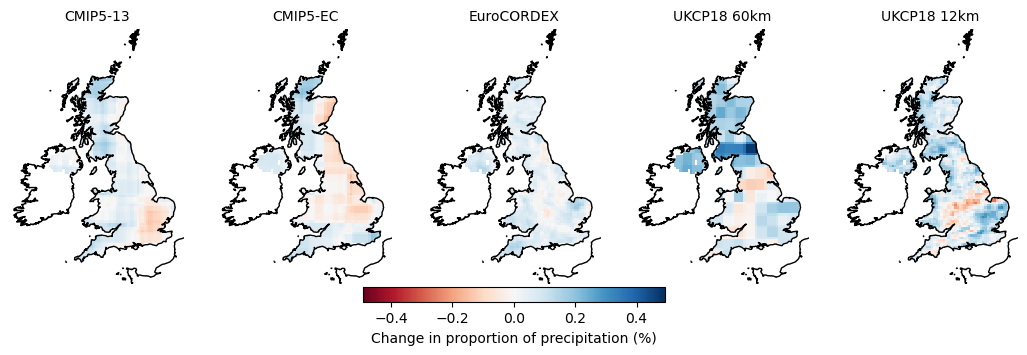 CMIP5-13 CMIP5-EC EuroCORDEX UKCP18 60km UKCP18 12km
−0.4 −0.2 0.0 0.2 0.4
Change in proportion of precipitation (%)